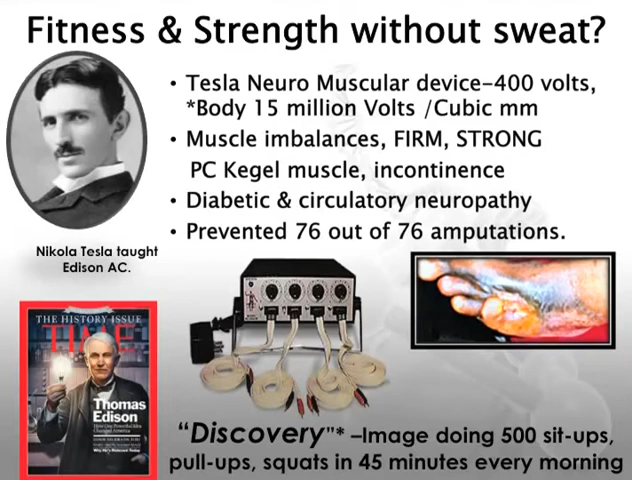 Fitness & Strength without sweat?
• Tesla Neuro Muscular device–400 volts,
*Body 15 million Volts /Cubic mm
• Muscle imbalances, FIRM, STRONG
PC Kegel muscle, incontinence
• Diabetic & circulatory neuropathy
• Prevented 76 out of 76 amputations.
Nikola Tesla taught
Edison AC.
THE HISTORY ISSUE
TIME
Thomas
Edison
"Discovery"* –Image doing 500 sit-ups,
pull-ups, squats in 45 minutes every morning